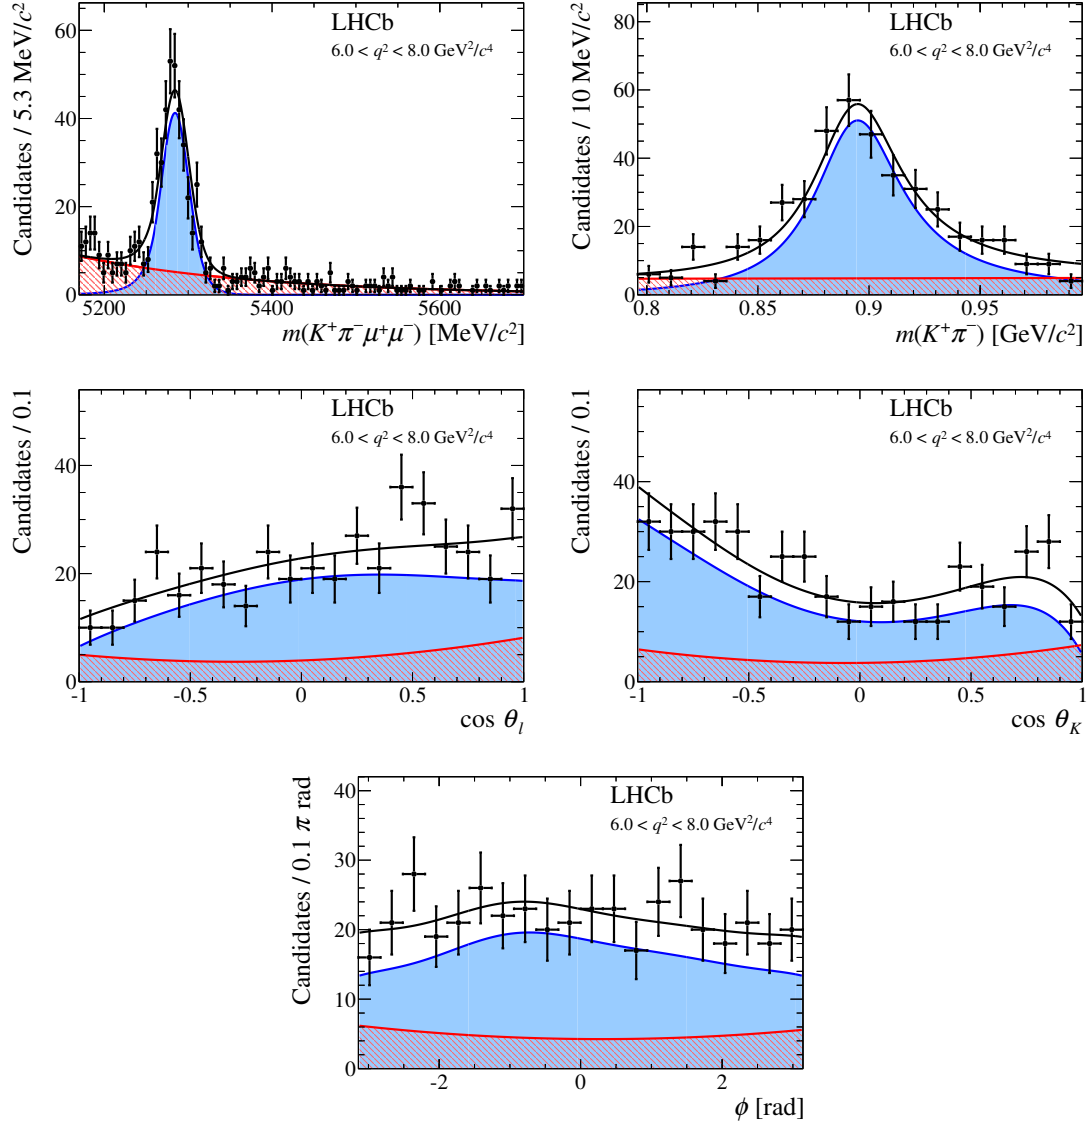 LHCb
6.0 < q² < 8.0 GeV²/c⁴
Candidates / 5.3 MeV/c²
60
40
20
0
5200
5400
5600
m(K⁺π⁻μ⁺μ⁻) [MeV/c²]
LHCb
6.0 < q² < 8.0 GeV²/c⁴
Candidates / 10 MeV/c²
80
60
40
20
0
0.8
0.85
0.9
0.95
m(K⁺π⁻) [GeV/c²]
LHCb
6.0 < q² < 8.0 GeV²/c⁴
Candidates / 0.1
40
20
0
-1
-0.5
0
0.5
1
cos θ_l
LHCb
6.0 < q² < 8.0 GeV²/c⁴
Candidates / 0.1
40
20
0
-1
-0.5
0
0.5
1
cos θ_K
LHCb
6.0 < q² < 8.0 GeV²/c⁴
Candidates / 0.1 π rad
40
30
20
10
0
-2
0
2
ϕ [rad]